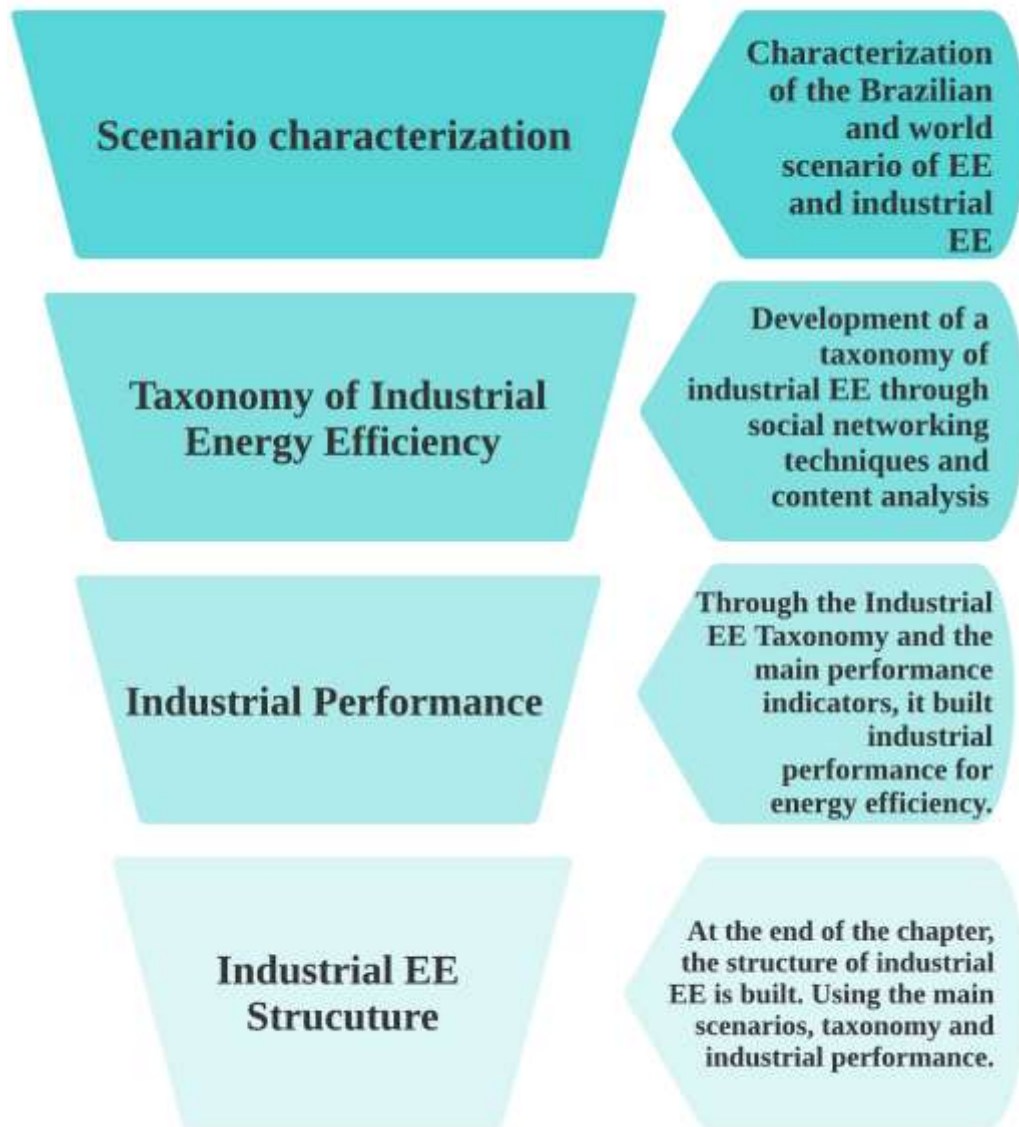 Scenario characterization
Characterization
of the Brazilian
and world
scenario of EE
and industrial
EE
Taxonomy of Industrial
Energy Efficiency
Development of a
taxonomy of
industrial EE through
social networking
techniques and
content analysis
Industrial Performance
Through the Industrial
EE Taxonomy and the
main performance
indicators, it built
industrial
performance for
energy efficiency.
Industrial EE
Strucuture
At the end of the chapter,
the structure of industrial
EE is built. Using the main
scenarios, taxonomy and
industrial performance.